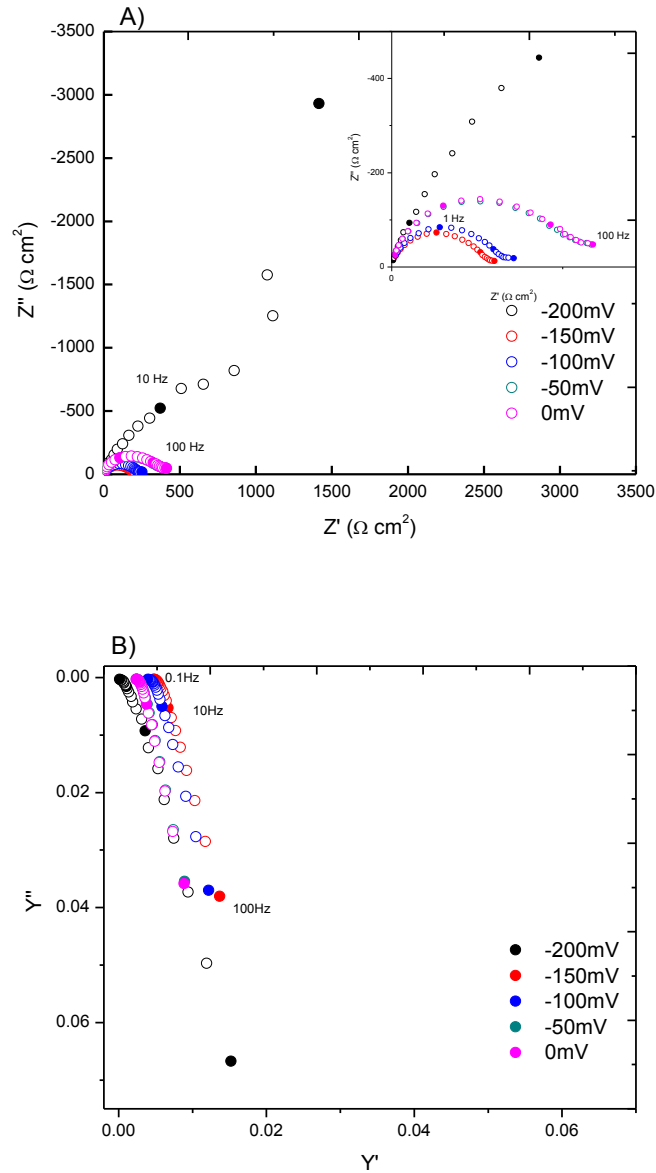 A)
-3500
-3000
-2500
-2000
-1500
-1000
-500
0
Z'' (Ω cm²)
0
500
1000
1500
2000
2500
3000
3500
Z' (Ω cm²)
10 Hz
100 Hz
-400
-200
0
0
Z'' (Ω cm²)
Z' (Ω cm²)
1 Hz
100 Hz
-200mV
-150mV
-100mV
-50mV
0mV
B)
0.00
0.02
0.04
0.06
Y''
0.00
0.02
0.04
0.06
Y'
0.1Hz
10Hz
100Hz
-200mV
-150mV
-100mV
-50mV
0mV